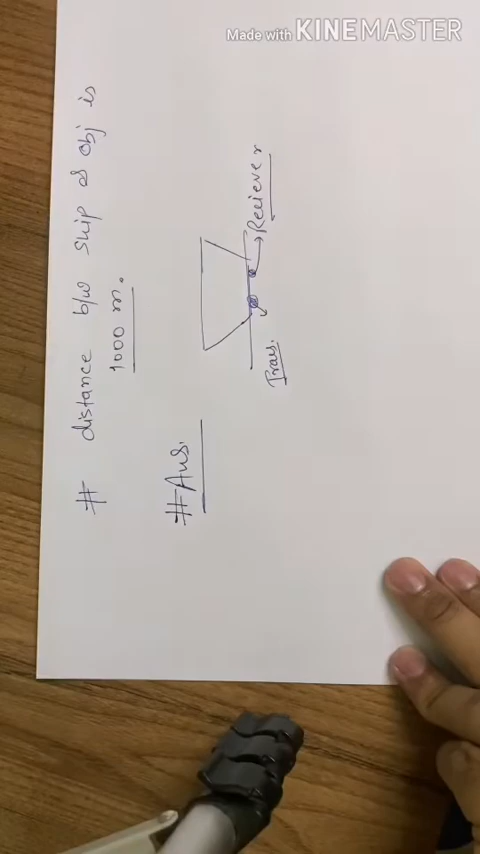 Made with KINEMASTER
# distance b/w ship & obj is
1000 m.
# Ans.
Trans.
Reciever